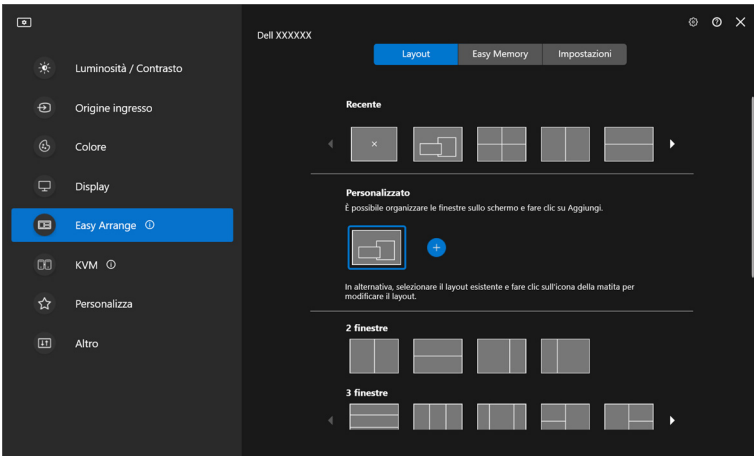 Dell XXXXXX
Layout
Easy Memory
Impostazioni
Luminosità / Contrasto
Origine ingresso
Colore
Display
Easy Arrange
KVM
Personalizza
Altro
Recente
Personalizzato
È possibile organizzare le finestre sullo schermo e fare clic su Aggiungi.
In alternativa, selezionare il layout esistente e fare clic sull'icona della matita per
modificare il layout.
2 finestre
3 finestre